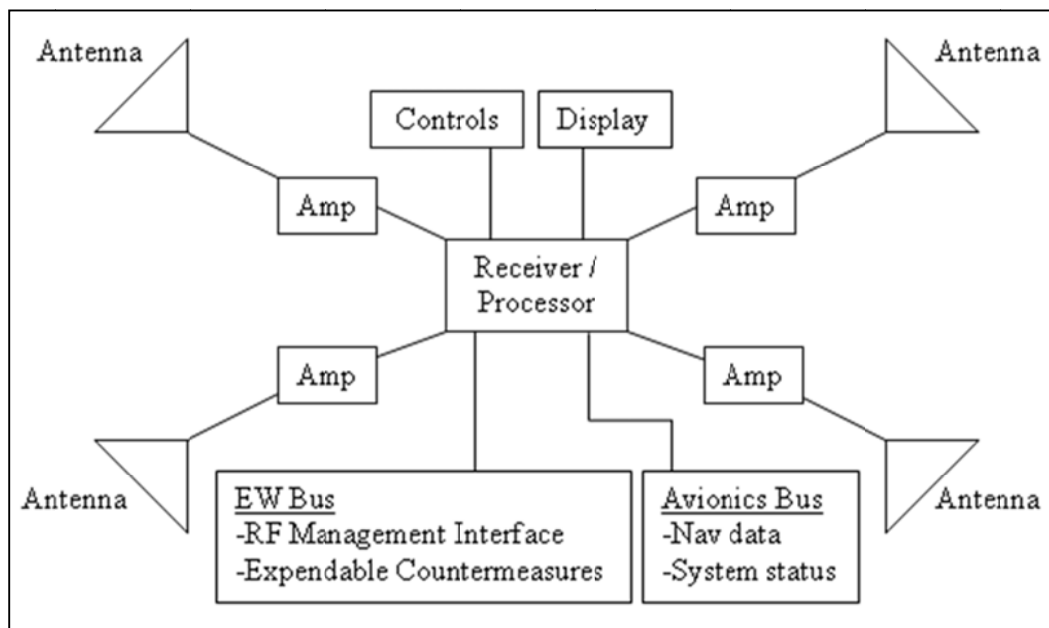 Antenna
Antenna
Controls
Display
Amp
Amp
Receiver /
Processor
Amp
Amp
Antenna
Antenna
EW Bus
-RF Management Interface
-Expendable Countermeasures
Avionics Bus
-Nav data
-System status